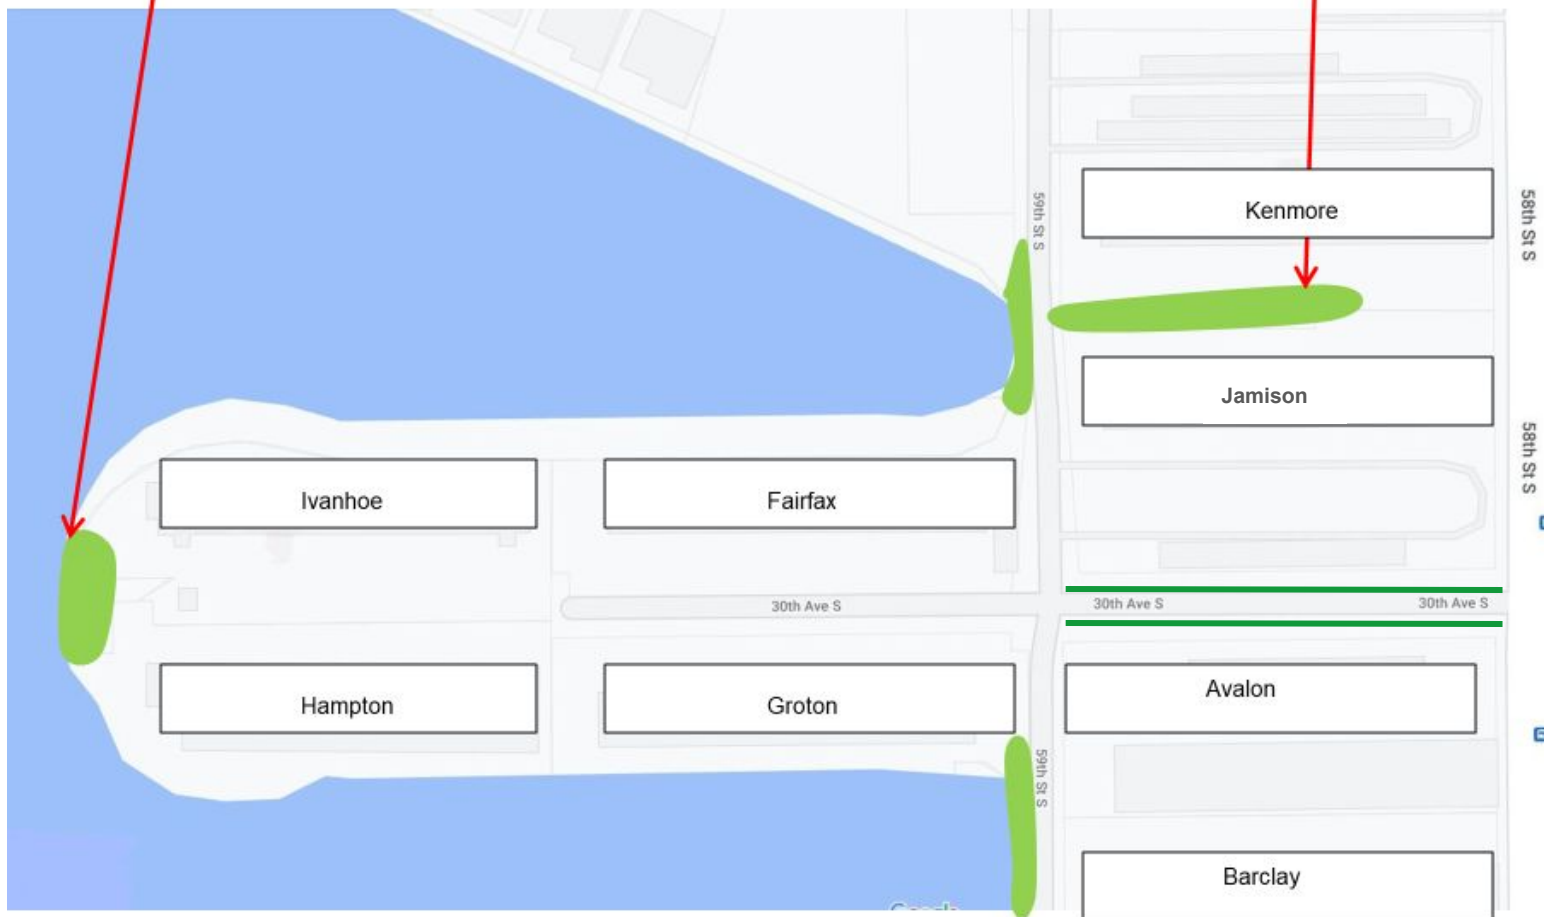 59th St S
Kenmore
58th St S
Jamison
58th St S
Ivanhoe
Fairfax
30th Ave S
30th Ave S
30th Ave S
Hampton
Groton
Avalon
59th St S
Barclay